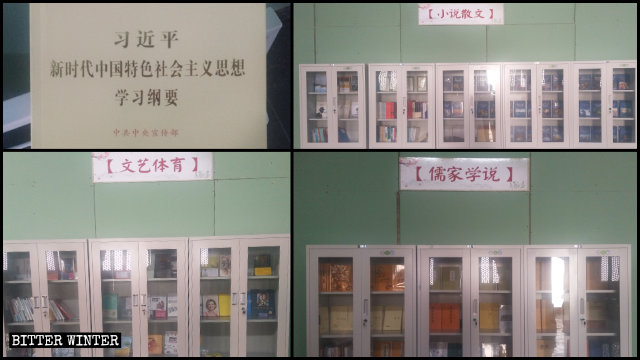 习近平
新时代中国特色社会主义思想
学习纲要
中共中央宣传部
【小说散文】
【文艺体育】
【儒家学说】
BITTER WINTER